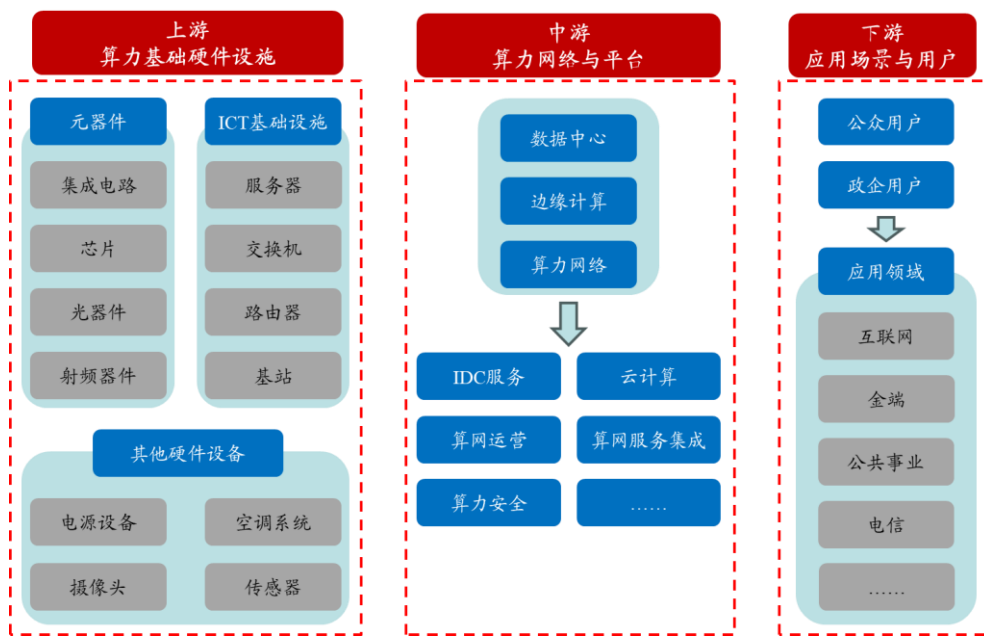 上游
算力基础硬件设施
元器件
集成电路
芯片
光器件
射频器件
ICT基础设施
服务器
交换机
路由器
基站
其他硬件设备
电源设备
空调系统
摄像头
传感器
中游
算力网络与平台
数据中心
边缘计算
算力网络
IDC服务
云计算
算网运营
算网服务集成
算力安全
……
下游
应用场景与用户
公众用户
政企用户
应用领域
互联网
金端
公共事业
电信
……